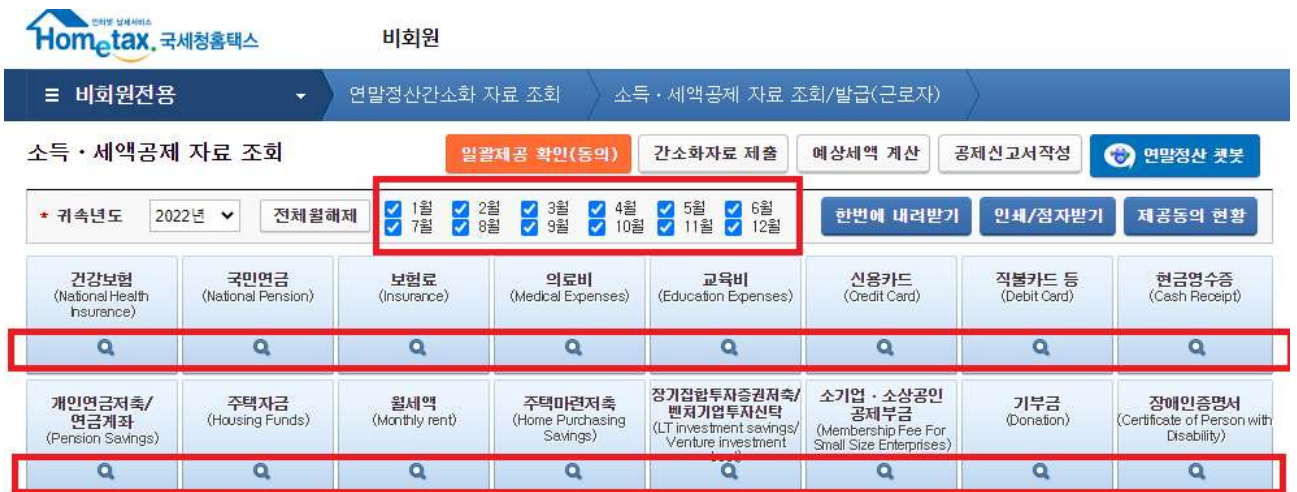 인터넷 납세서비스
Hometax. 국세청홈택스
비회원
비회원전용
연말정산간소화 자료 조회
소득・세액공제 자료 조회/발급(근로자)
소득・세액공제 자료 조회
일괄제공 확인(동의)
간소화자료 제출
예상세액 계산
공제신고서작성
연말정산 챗봇
* 귀속년도
2022년
전체월해제
1월 2월 3월 4월 5월 6월
7월 8월 9월 10월 11월 12월
한번에 내려받기
인쇄/점자받기
제공동의 현황
건강보험
(National Health
Insurance)
국민연금
(National Pension)
보험료
(Insurance)
의료비
(Medical Expenses)
교육비
(Education Expenses)
신용카드
(Credit Card)
직불카드 등
(Debit Card)
현금영수증
(Cash Receipt)
개인연금저축/
연금계좌
(Pension Savings)
주택자금
(Housing Funds)
월세액
(Monthly rent)
주택마련저축
(Home Purchasing
Savings)
장기집합투자증권저축/
벤처기업투자신탁
(LT investment savings/
Venture investment
소기업・소상공인
공제부금
(Membership Fee For
Small Size Enterprises)
기부금
(Donation)
장애인증명서
(Certificate of Person with
Disability)